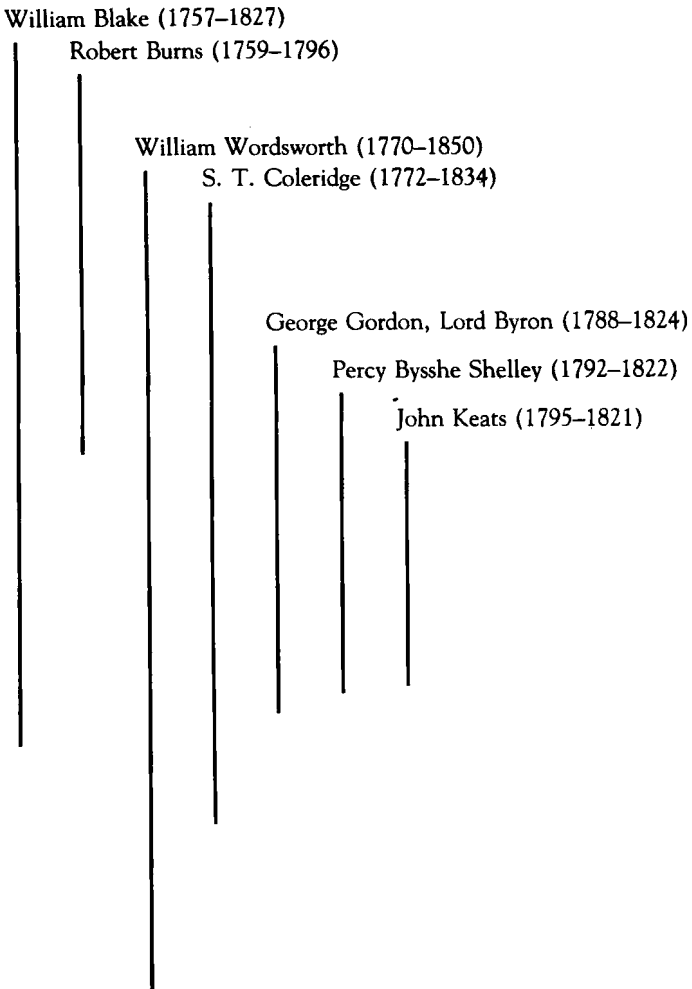 William Blake (1757–1827)
Robert Burns (1759–1796)
William Wordsworth (1770–1850)
S. T. Coleridge (1772–1834)
George Gordon, Lord Byron (1788–1824)
Percy Bysshe Shelley (1792–1822)
John Keats (1795–1821)